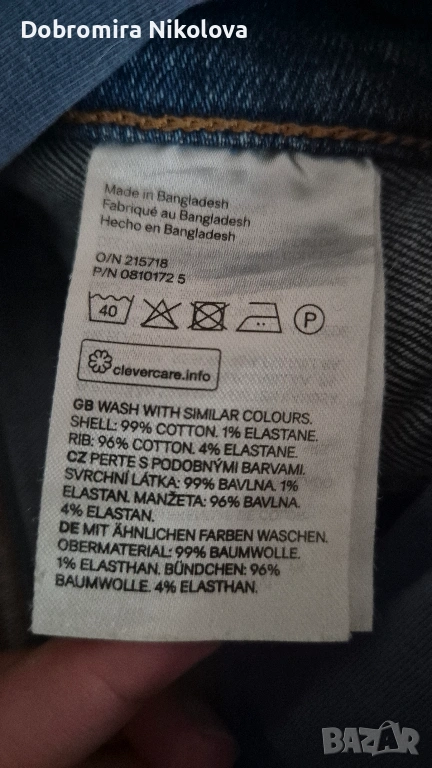 Dobromira Nikolova
Made in Bangladesh
Fabriqué au Bangladesh
Hecho en Bangladesh
O/N 215718
P/N 0810172 5
40 P
clevercare.info
GB WASH WITH SIMILAR COLOURS.
SHELL: 99% COTTON. 1% ELASTANE.
RIB: 96% COTTON. 4% ELASTANE.
CZ PERTE S PODOBNÝMI BARVAMI.
SVRCHNÍ LÁTKA: 99% BAVLNA. 1%
ELASTAN. MANŽETA: 96% BAVLNA.
4% ELASTAN.
DE MIT ÄHNLICHEN FARBEN WASCHEN.
OBERMATERIAL: 99% BAUMWOLLE.
1% ELASTHAN. BÜNDCHEN: 96%
BAUMWOLLE. 4% ELASTHAN.
BAZAR